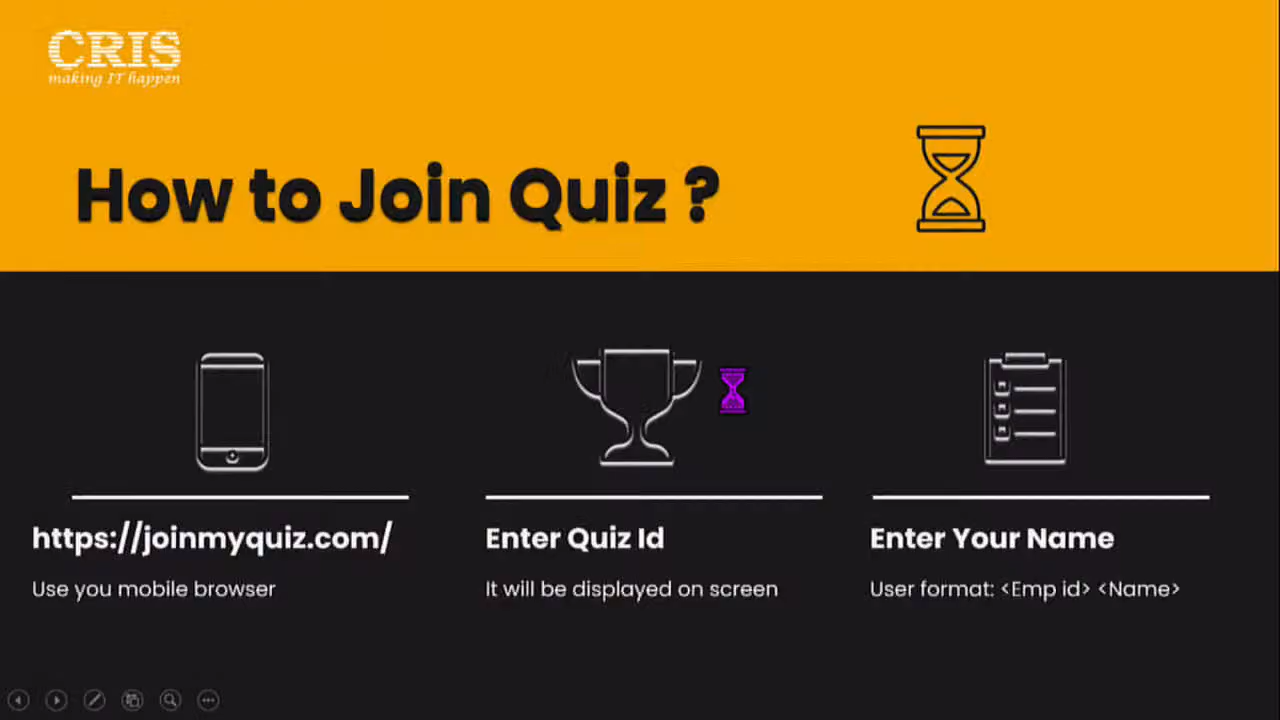 CRIS
making IT happen
How to Join Quiz ?
https://joinmyquiz.com/
Use you mobile browser
Enter Quiz Id
It will be displayed on screen
Enter Your Name
User format: <Emp id> <Name>